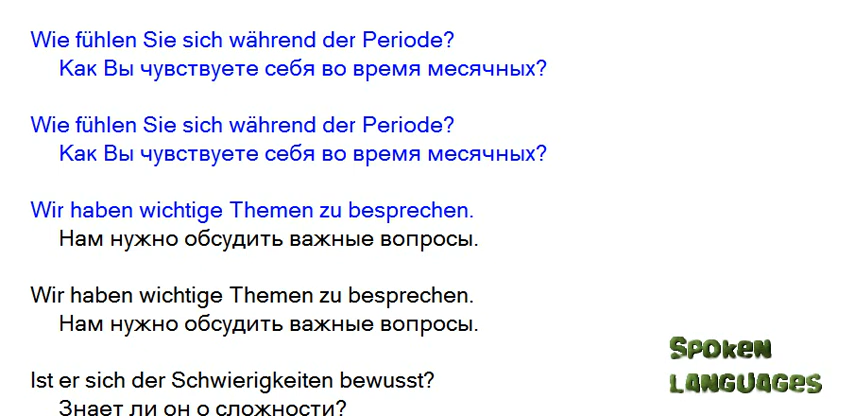 Wie fühlen Sie sich während der Periode?
Как Вы чувствуете себя во время месячных?
Wie fühlen Sie sich während der Periode?
Как Вы чувствуете себя во время месячных?
Wir haben wichtige Themen zu besprechen.
Нам нужно обсудить важные вопросы.
Wir haben wichtige Themen zu besprechen.
Нам нужно обсудить важные вопросы.
Ist er sich der Schwierigkeiten bewusst?
Знает ли он о сложности?
Spoken
Languages